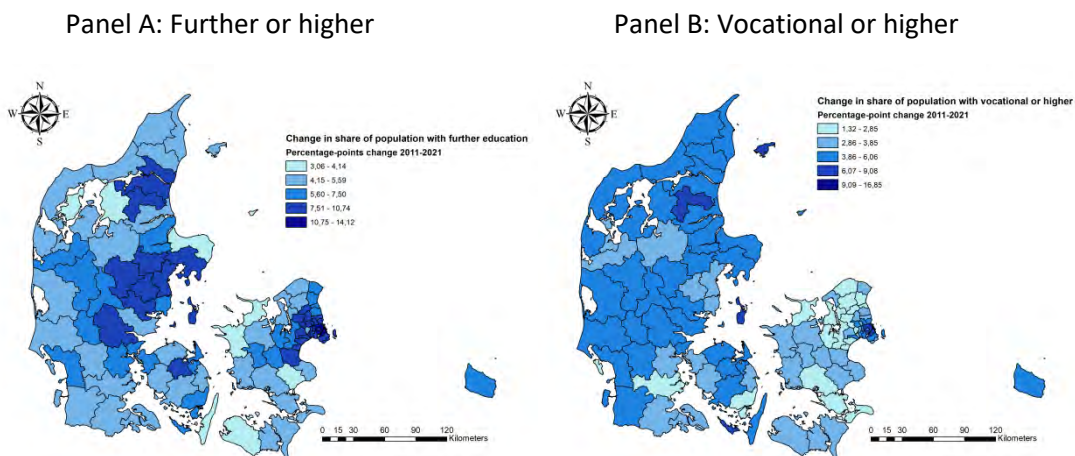 Panel A: Further or higher
Panel B: Vocational or higher
N
W E
S
Change in share of population with further education
Percentage-points change 2011-2021
3,06 - 4,14
4,15 - 5,59
5,60 - 7,50
7,51 - 10,74
10,75 - 14,12
0 15 30 60 90 120
Kilometers
N
W E
S
Change in share of population with vocational or higher
Percentage-point change 2011-2021
1,32 - 2,85
2,86 - 3,85
3,86 - 6,06
6,07 - 9,08
9,09 - 16,85
0 15 30 60 90 120
Kilometers